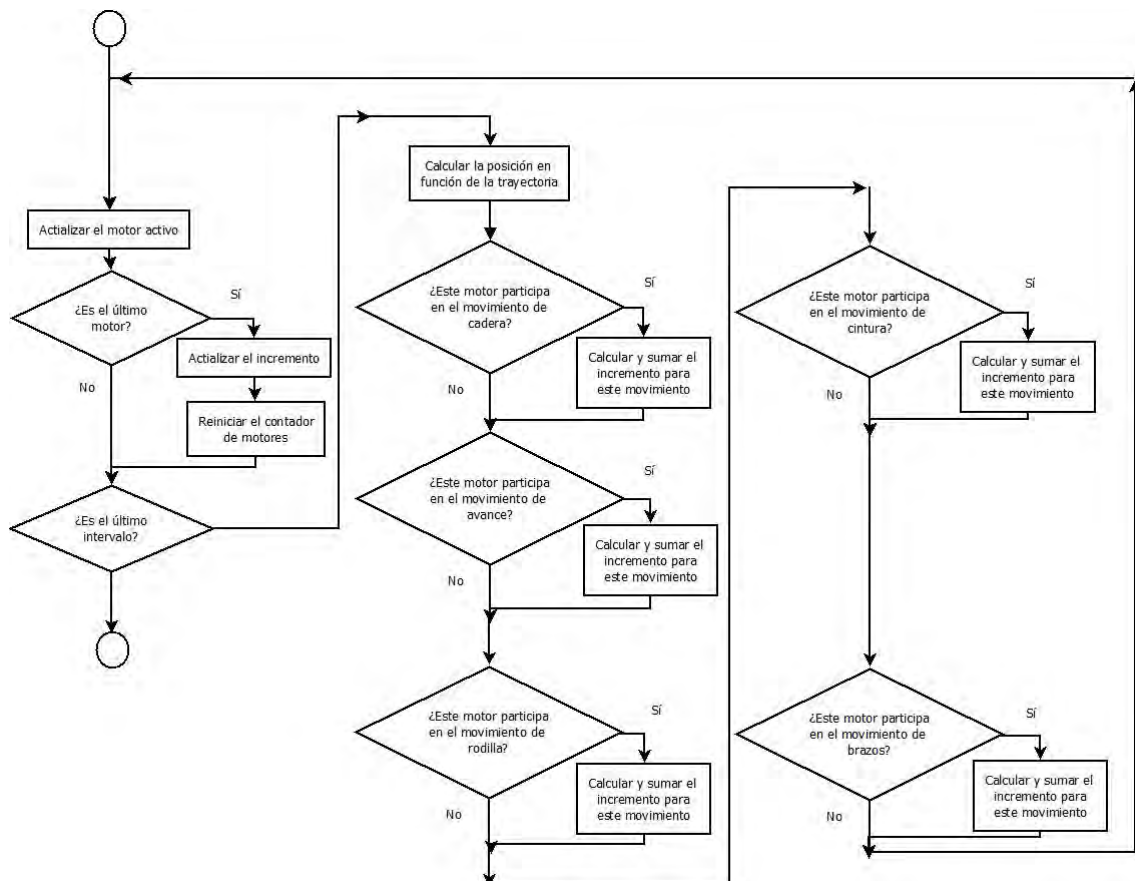 Actializar el motor activo
¿Es el último
motor?
Sí
Actializar el incremento
No
Reiniciar el contador
de motores
¿Es el último
intervalo?
Calcular la posición en
función de la trayectoria
¿Este motor participa
en el movimiento de
cadera?
Sí
Calcular y sumar el
incremento para
este movimiento
No
¿Este motor participa
en el movimiento de
avance?
Sí
Calcular y sumar el
incremento para
este movimiento
No
¿Este motor participa
en el movimiento de
rodilla?
Sí
Calcular y sumar el
incremento para
este movimiento
No
¿Este motor participa
en el movimiento de
cintura?
Sí
Calcular y sumar el
incremento para
este movimiento
No
¿Este motor participa
en el movimiento de
brazos?
Sí
Calcular y sumar el
incremento para
este movimiento
No